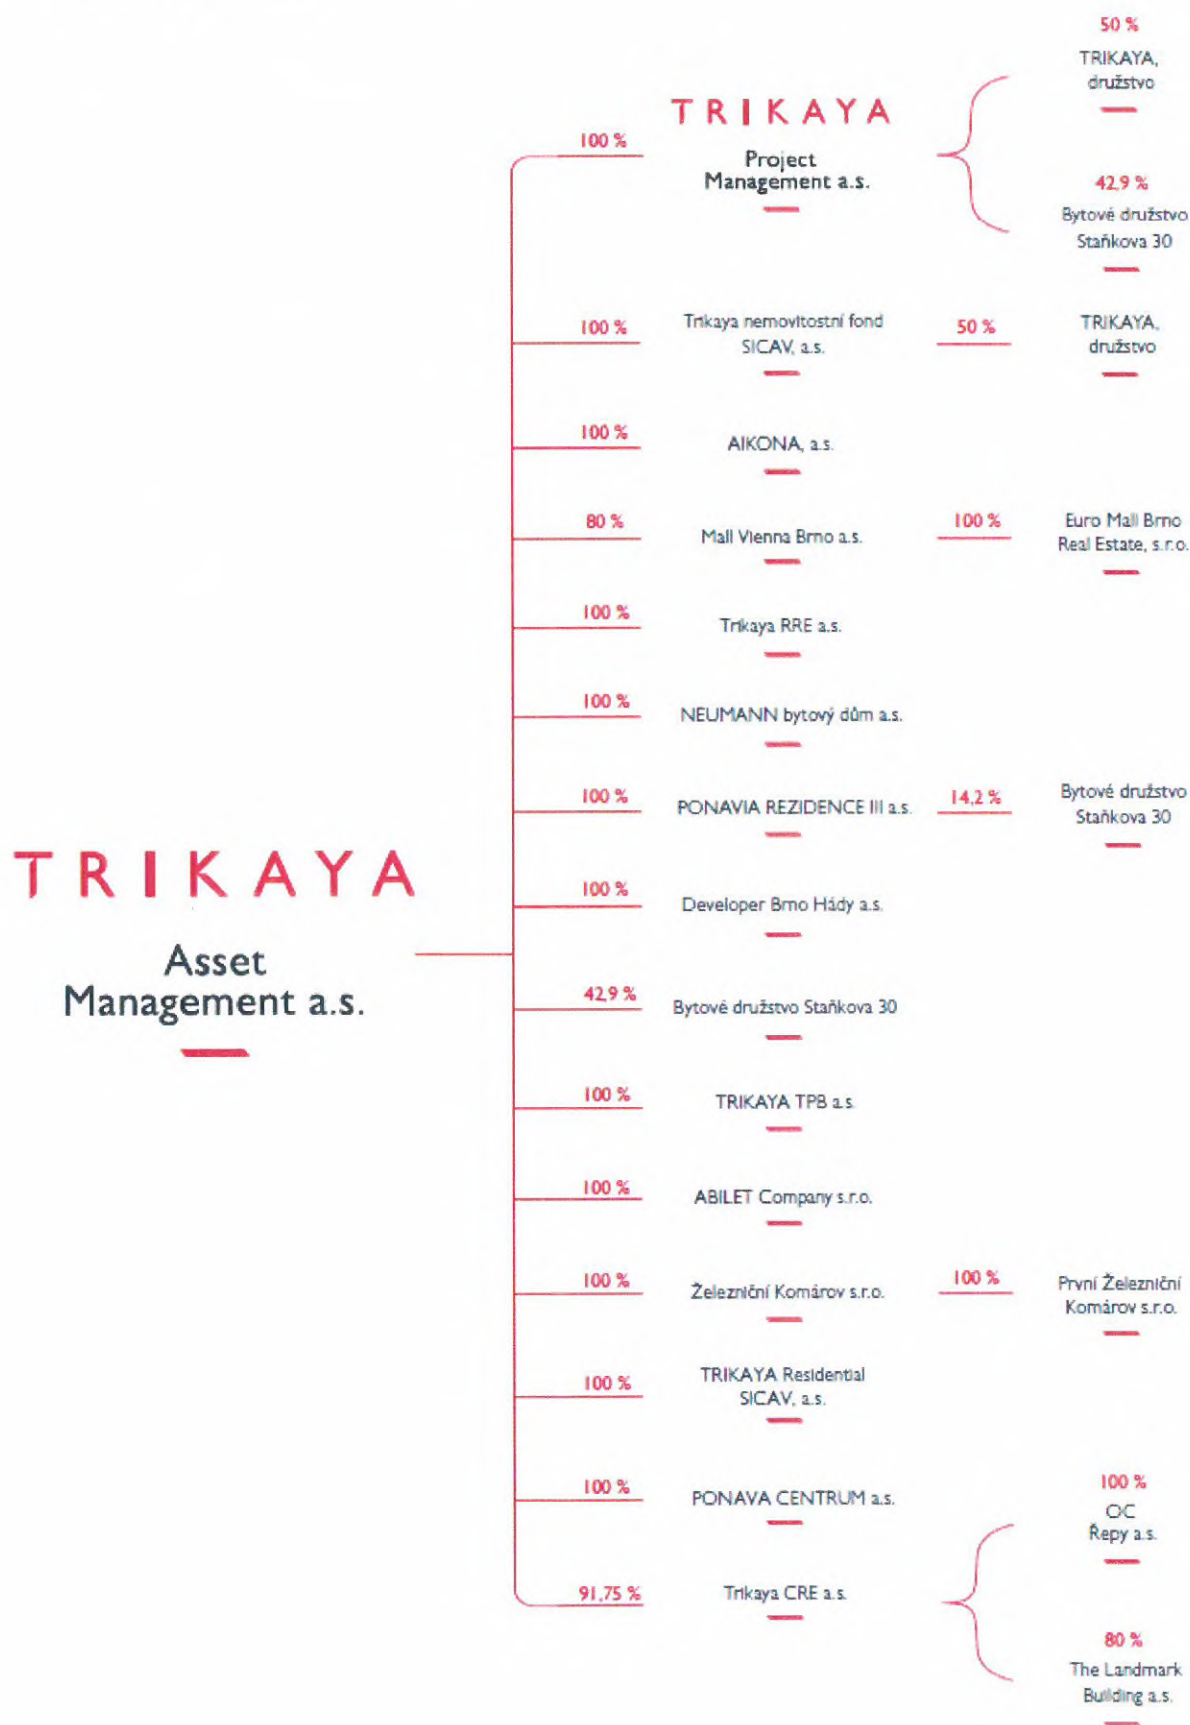 TRIKAYA
Asset
Management a.s.
100 %
TRIKAYA
Project
Management a.s.
50 %
TRIKAYA,
družstvo
42,9 %
Bytové družstvo
Staňkova 30
100 %
Trikaya nemovitostní fond
SICAV, a.s.
50 %
TRIKAYA,
družstvo
100 %
AIKONA, a.s.
80 %
Mall Vienna Brno a.s.
100 %
Euro Mall Brno
Real Estate, s.r.o.
100 %
Trikaya RRE a.s.
100 %
NEUMANN bytový dům a.s.
100 %
PONAVIA REZIDENCE III a.s.
14,2 %
Bytové družstvo
Staňkova 30
100 %
Developer Brno Hády a.s.
42,9 %
Bytové družstvo Staňkova 30
100 %
TRIKAYA TPB a.s.
100 %
ABILET Company s.r.o.
100 %
Železniční Komárov s.r.o.
100 %
První Železniční
Komárov s.r.o.
100 %
TRIKAYA Residential
SICAV, a.s.
100 %
PONAVA CENTRUM a.s.
91,75 %
Trikaya CRE a.s.
100 %
OC
Řepy a.s.
80 %
The Landmark
Building a.s.